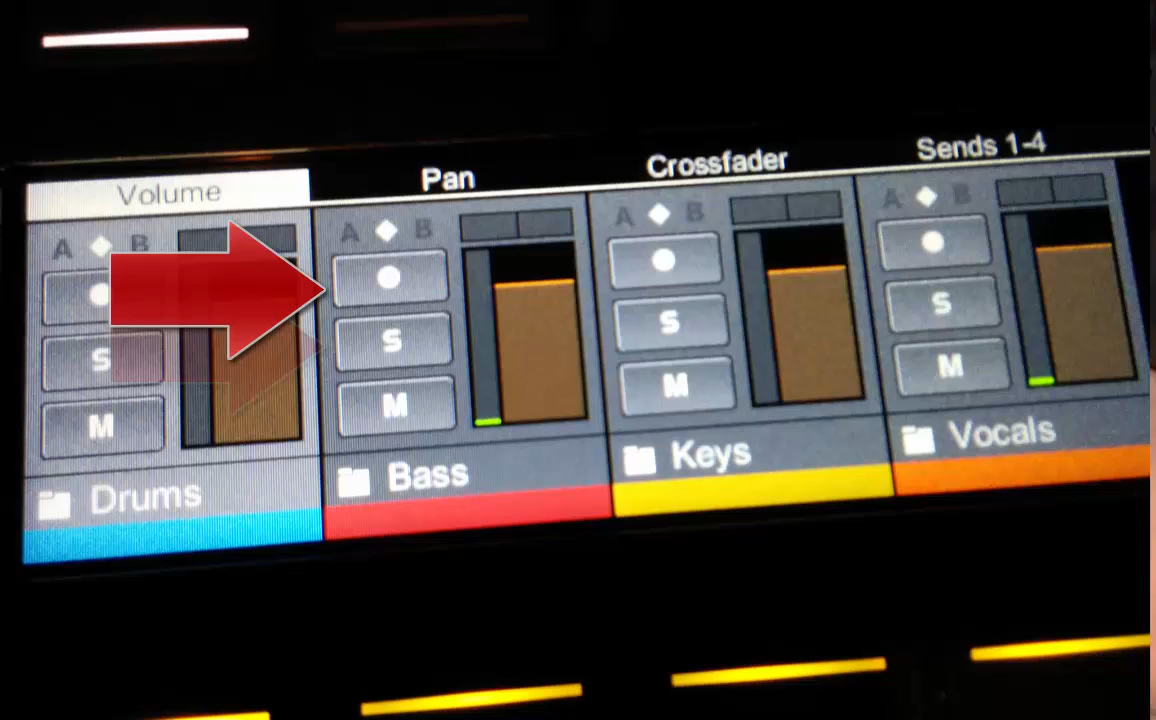 Volume
Pan
Crossfader
Sends 1-4
A B
A B
A B
A B
S
S
S
S
M
M
M
M
Drums
Bass
Keys
Vocals